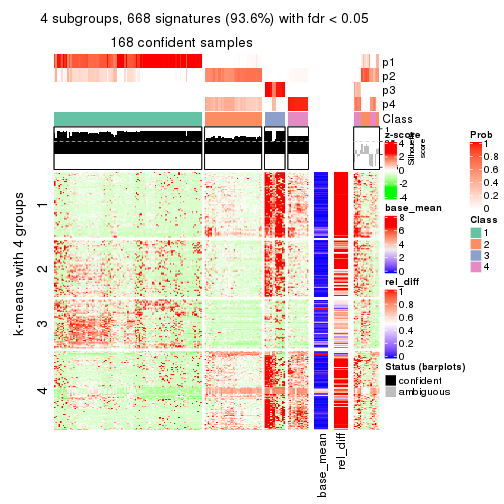 4 subgroups, 668 signatures (93.6%) with fdr < 0.05
168 confident samples
p1
p2
p3
p4
Class
1
Silhouette
score
z-score
4
2
0
-2
-4
base_mean
8
6
4
2
0
rel_diff
1
0.8
0.6
0.4
0.2
0
Status (barplots)
confident
ambiguous
Prob
1
0.8
0.6
0.4
0.2
0
Class
1
2
3
4
k-means with 4 groups
1
2
3
4
base_mean
rel_diff